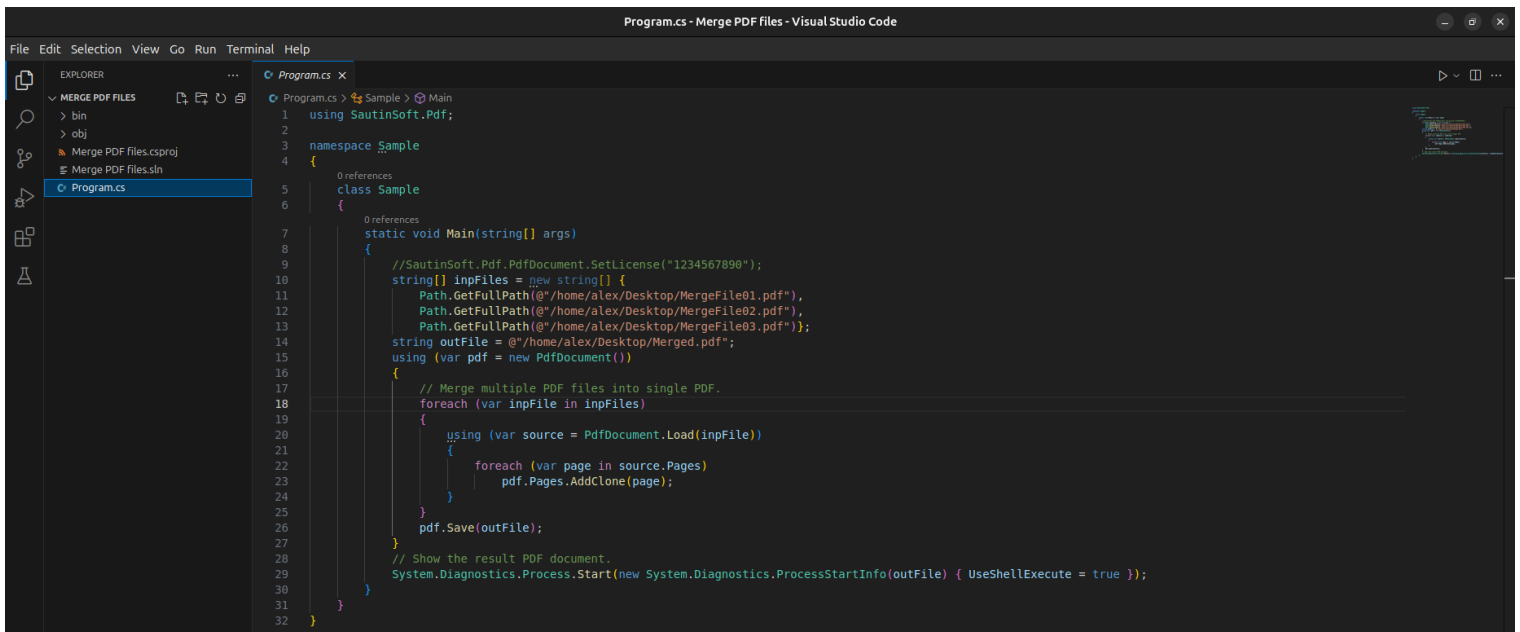 Program.cs - Merge PDF files - Visual Studio Code
File Edit Selection View Go Run Terminal Help
EXPLORER
MERGE PDF FILES
bin
obj
Merge PDF files.csproj
Merge PDF files.sln
C# Program.cs
C# Program.cs
C# Program.cs > Sample > Main
1 using SautinSoft.Pdf;
2
3 namespace Sample
4 {
0 references
5 class Sample
6 {
0 references
7 static void Main(string[] args)
8 {
9 //SautinSoft.Pdf.PdfDocument.SetLicense("1234567890");
10 string[] inpFiles = new string[] {
11 Path.GetFullPath(@"/home/alex/Desktop/MergeFile01.pdf"),
12 Path.GetFullPath(@"/home/alex/Desktop/MergeFile02.pdf"),
13 Path.GetFullPath(@"/home/alex/Desktop/MergeFile03.pdf")};
14 string outFile = @"/home/alex/Desktop/Merged.pdf";
15 using (var pdf = new PdfDocument())
16 {
17 // Merge multiple PDF files into single PDF.
18 foreach (var inpFile in inpFiles)
19 {
20 using (var source = PdfDocument.Load(inpFile))
21 {
22 foreach (var page in source.Pages)
23 pdf.Pages.AddClone(page);
24 }
25 }
26 pdf.Save(outFile);
27 }
28 // Show the result PDF document.
29 System.Diagnostics.Process.Start(new System.Diagnostics.ProcessStartInfo(outFile) { UseShellExecute = true });
30 }
31 }
32 }